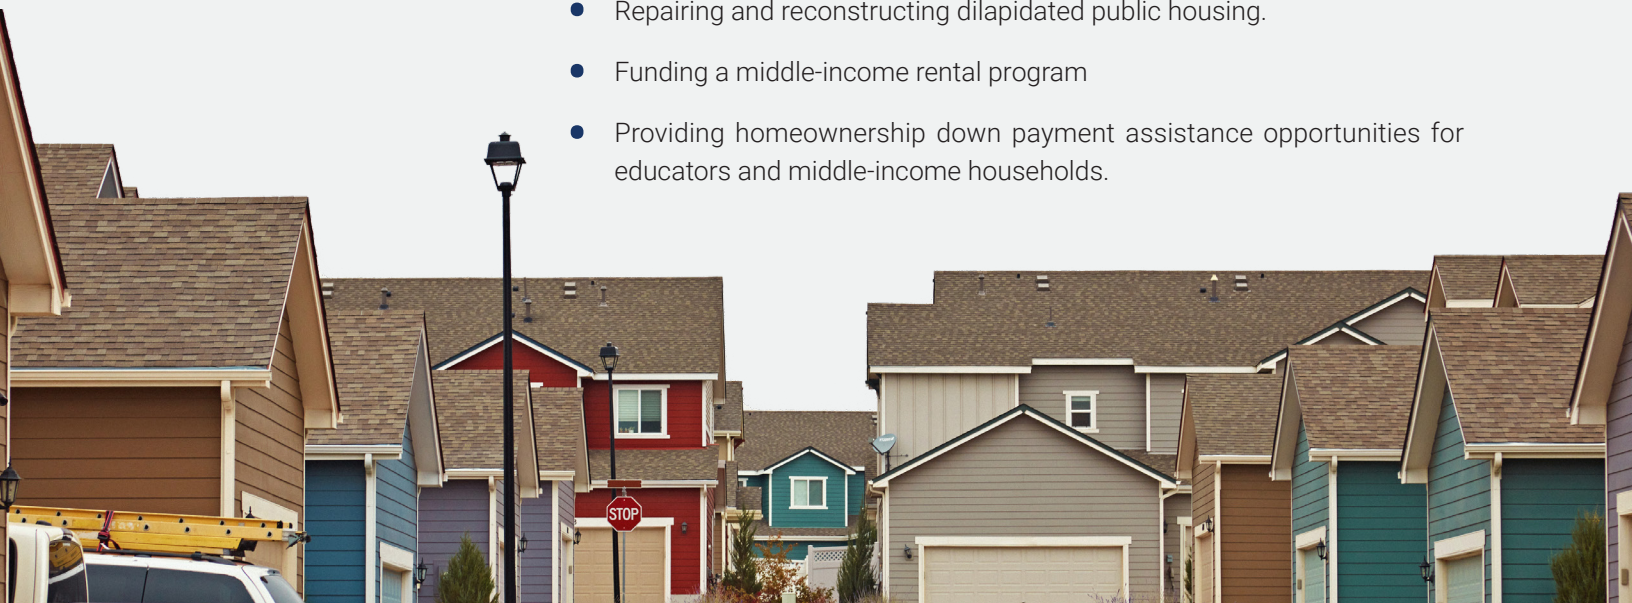 Repairing and reconstructing dilapidated public housing.
Funding a middle-income rental program
Providing homeownership down payment assistance opportunities for
educators and middle-income households.
STOP